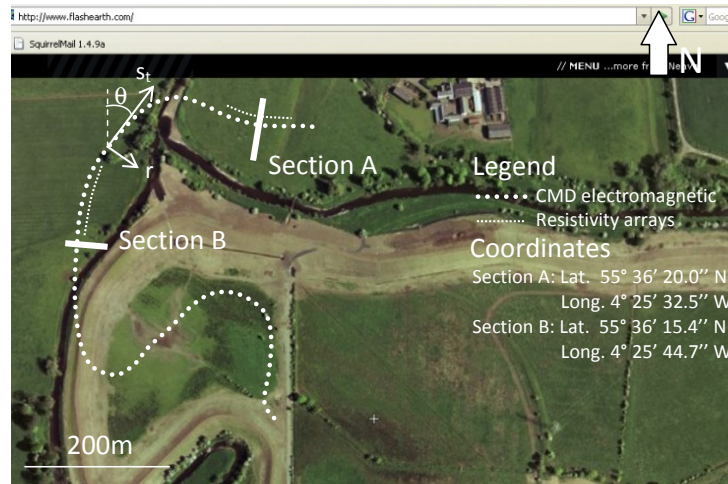 http://www.flashearth.com/
G
Goog
SquirrelMail 1.4.9a
// MENU ...more fr
N
sₜ
θ
r
Section A
Section B
Legend
CMD electromagnetic
Resistivity arrays
Coordinates
Section A: Lat. 55° 36’ 20.0’’ N
Long. 4° 25’ 32.5’’ W
Section B: Lat. 55° 36’ 15.4’’ N
Long. 4° 25’ 44.7’’ W
200m